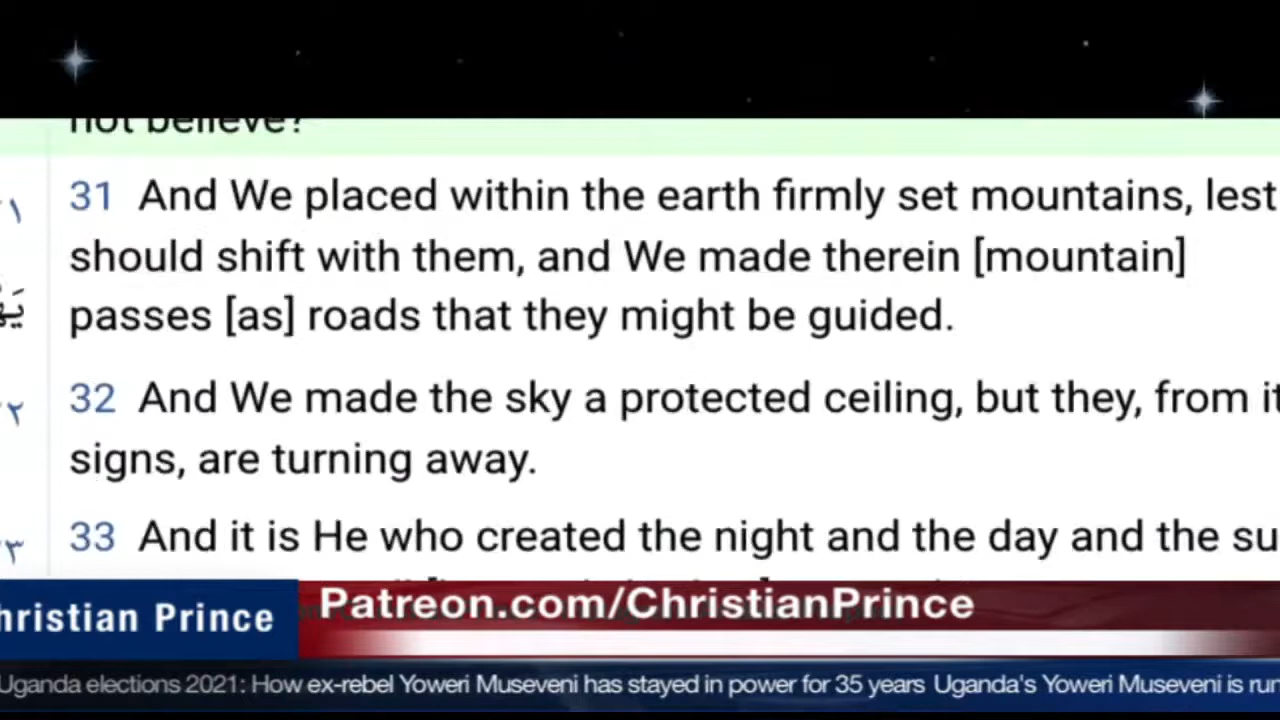 not believe?
31 And We placed within the earth firmly set mountains, lest
should shift with them, and We made therein [mountain]
passes [as] roads that they might be guided.
32 And We made the sky a protected ceiling, but they, from it
signs, are turning away.
33 And it is He who created the night and the day and the su
hristian Prince
Patreon.com/ChristianPrince
Uganda elections 2021: How ex-rebel Yoweri Museveni has stayed in power for 35 years Uganda's Yoweri Museveni is run